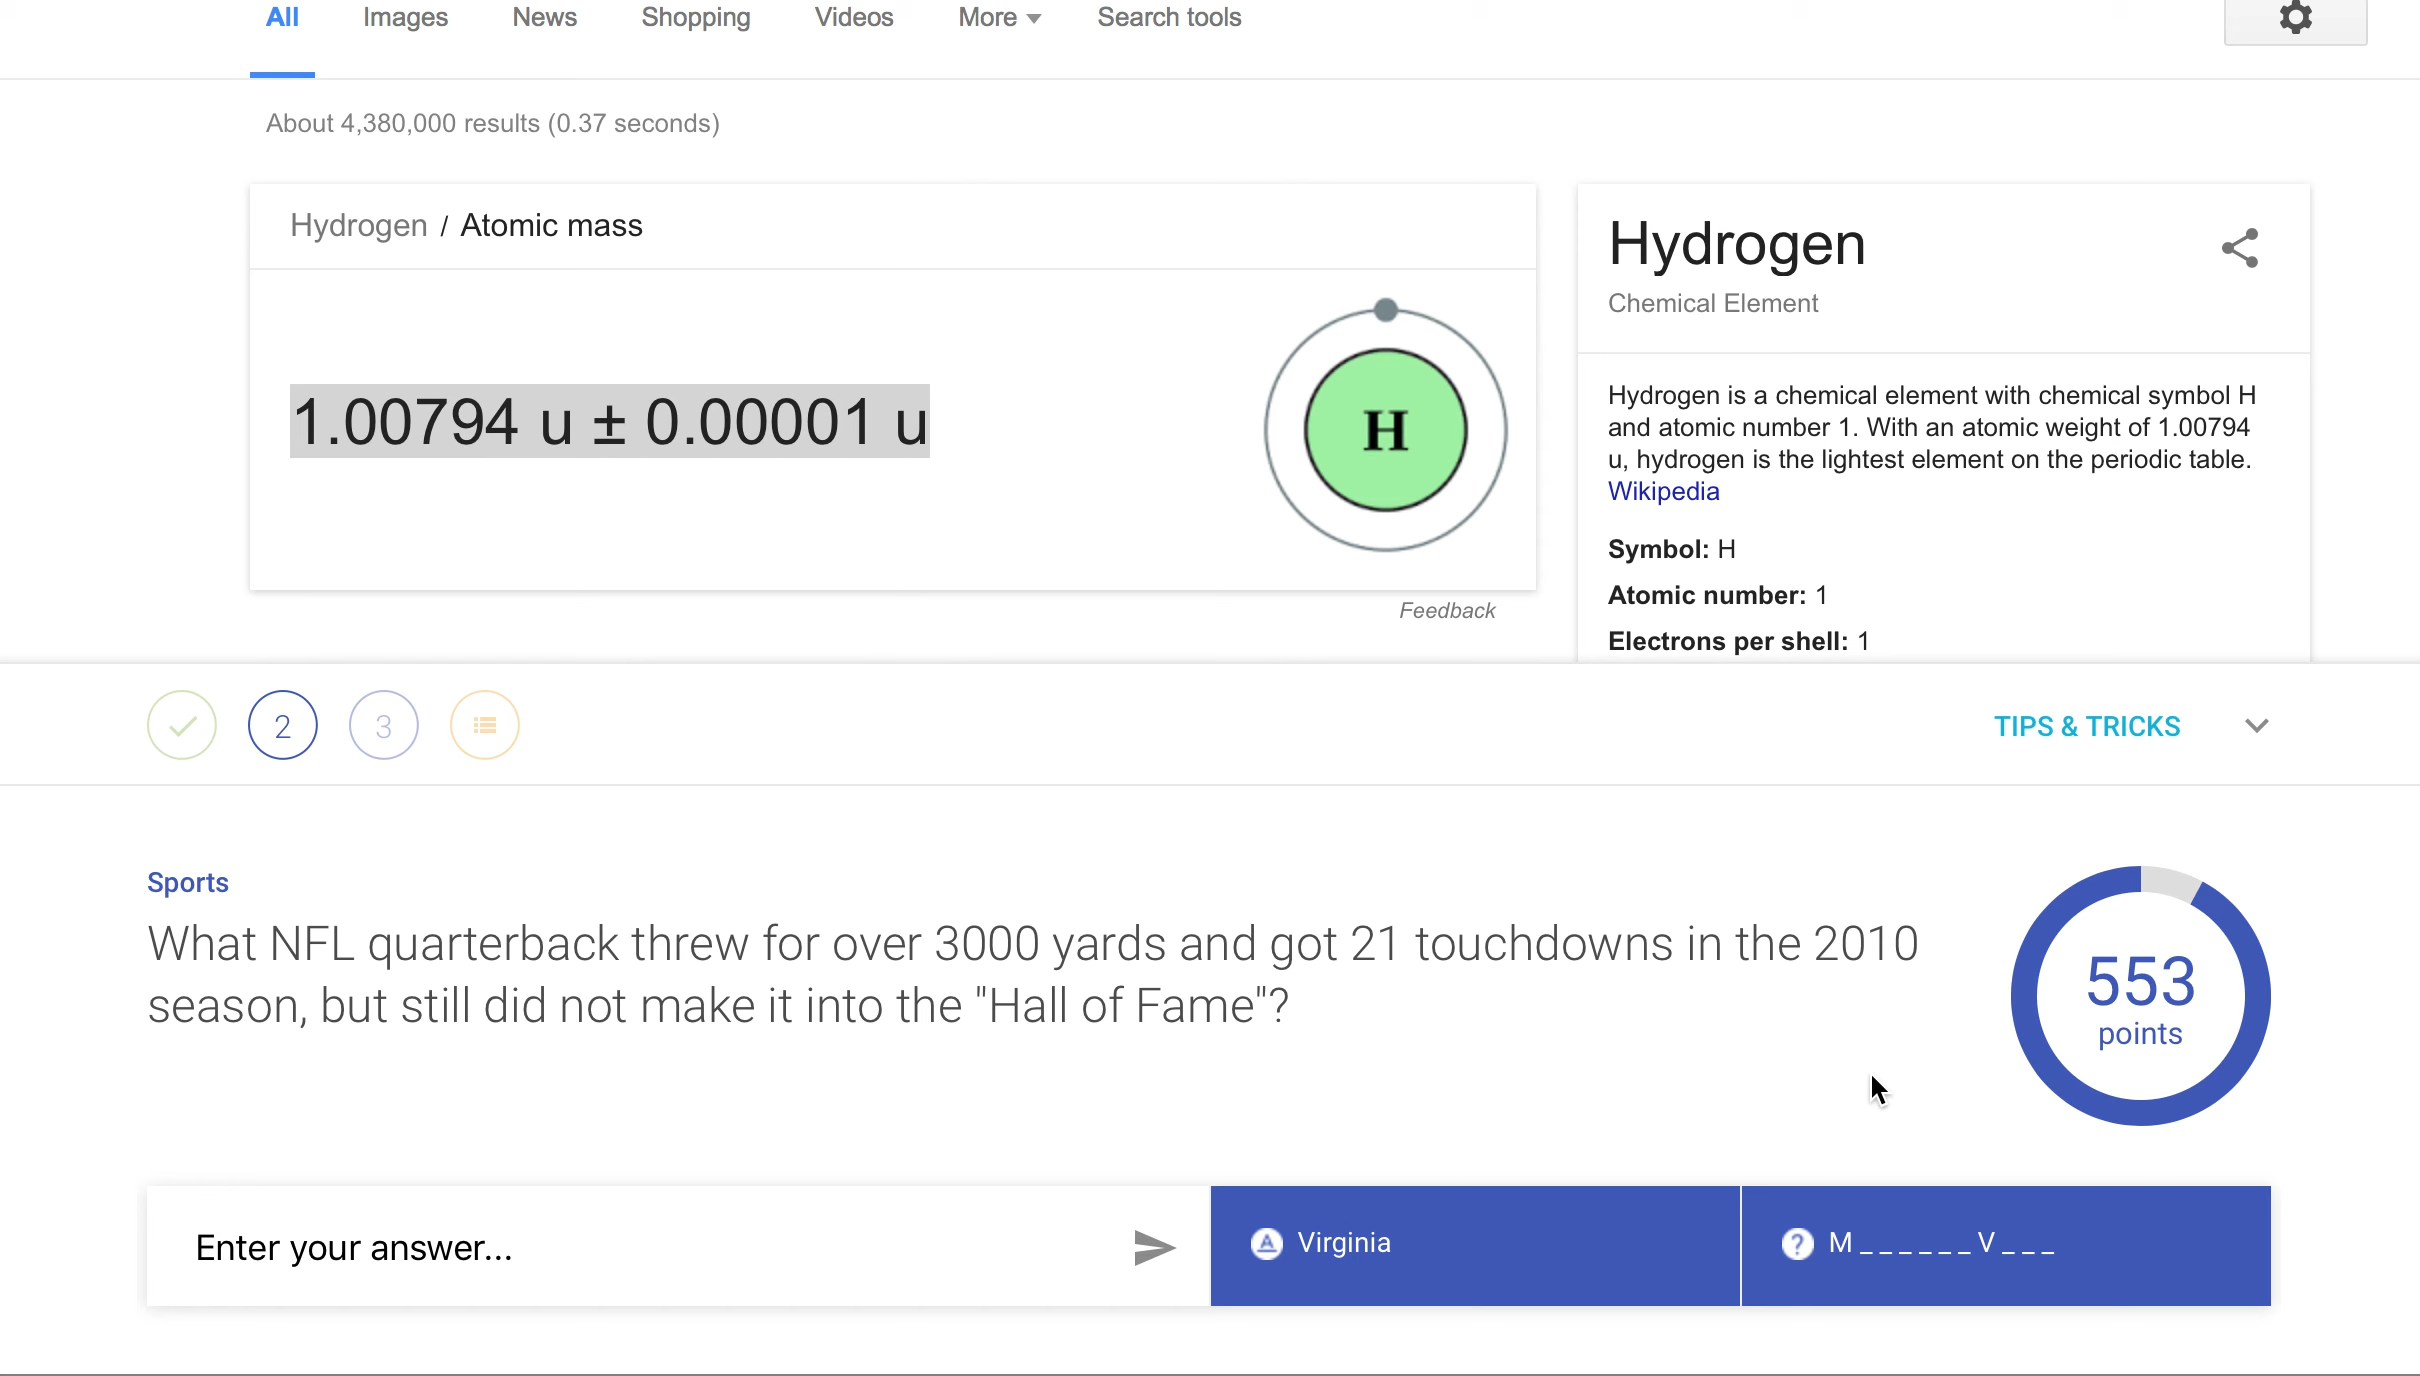 All Images News Shopping Videos More Search tools
About 4,380,000 results (0.37 seconds)
Hydrogen / Atomic mass
1.00794 u ± 0.00001 u
H
Feedback
Hydrogen
Chemical Element
Hydrogen is a chemical element with chemical symbol H
and atomic number 1. With an atomic weight of 1.00794
u, hydrogen is the lightest element on the periodic table.
Wikipedia
Symbol: H
Atomic number: 1
Electrons per shell: 1
2 3
TIPS & TRICKS
Sports
What NFL quarterback threw for over 3000 yards and got 21 touchdowns in the 2010
season, but still did not make it into the "Hall of Fame"?
553
points
Enter your answer...
A Virginia
? M _ _ _ _ _ _ V _ _ _